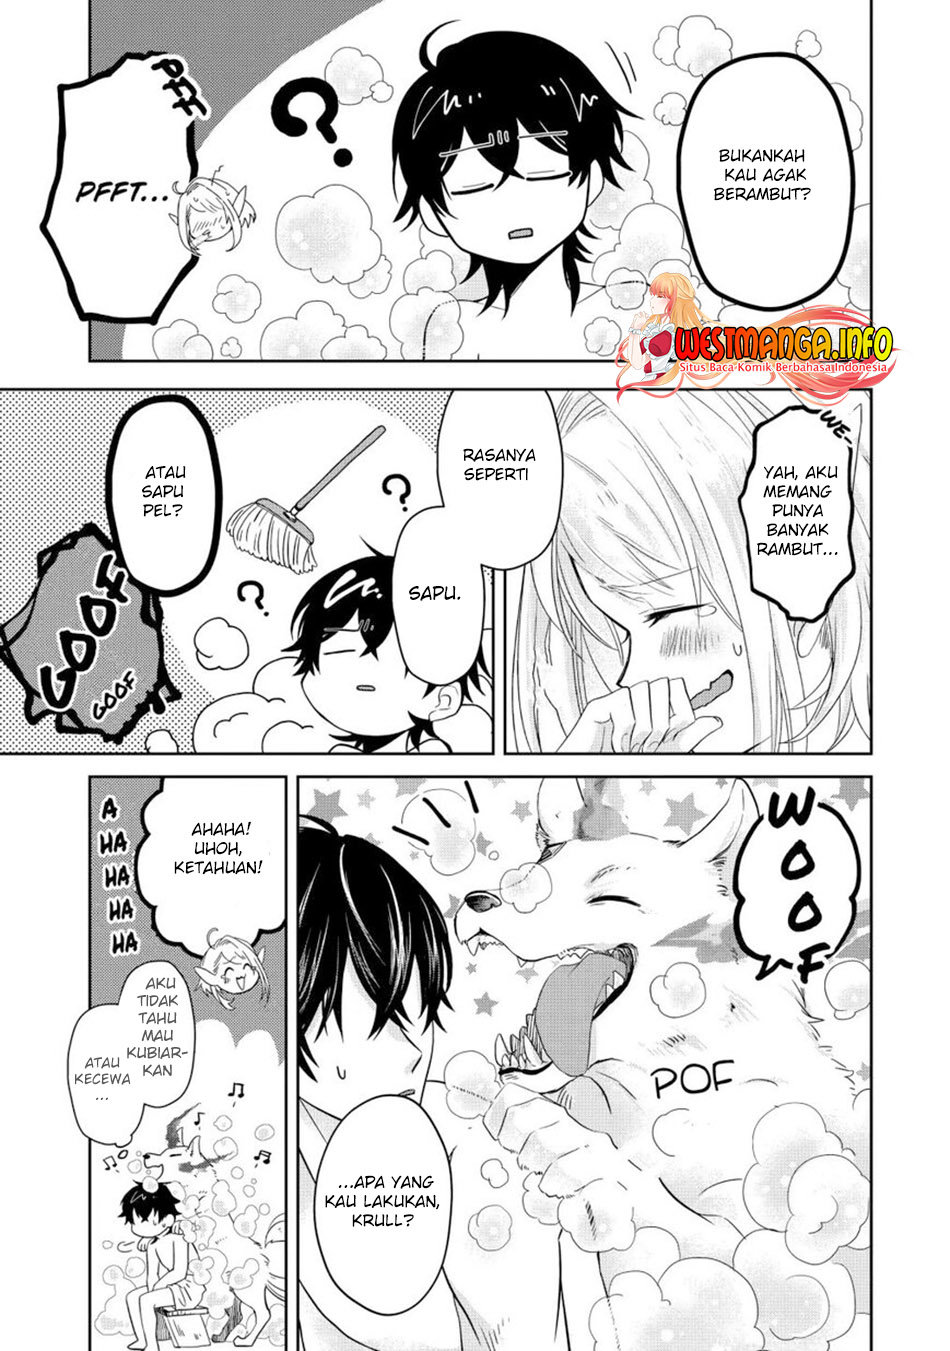 BUKANKAH
KAU AGAK
BERAMBUT?
?
PFF
PFFT...
WESTMANGA.INFO
Situs Baca Komik Berbahasa Indonesia
WE--
YAH, AKU
MEMANG
PUNYA
BANYAK
RAMBUT...
RASANYA
SEPERTI
SAPU.
ATAU
SAPU
PEL?
?
?
GOOF
GOOF
WOOF
POF
...APA YANG
KAU LAKUKAN,
KRULL?
AHAHA!
UHOH,
KETAHUAN!
A
HA
HA
HA
HA
AKU
TIDAK
TAHU
MAU
KUBIAR-
KAN
ATAU
KECEWA
...